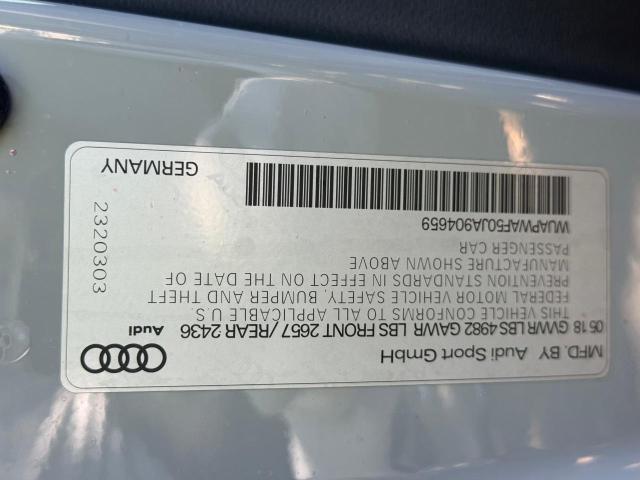 MFD. BY Audi Sport GmbH
05 18 GVWR LBS 4982 GAWR LBS FRONT 2657 / REAR 2436 Audi
THIS VEHICLE CONFORMS TO ALL APPLICABLE U.S.
FEDERAL MOTOR VEHICLE SAFETY, BUMPER AND THEFT
PREVENTION STANDARDS IN EFFECT ON THE DATE OF
MANUFACTURE SHOWN ABOVE
PASSENGER CAR
WUAPWAF50JA904659
GERMANY
2320303